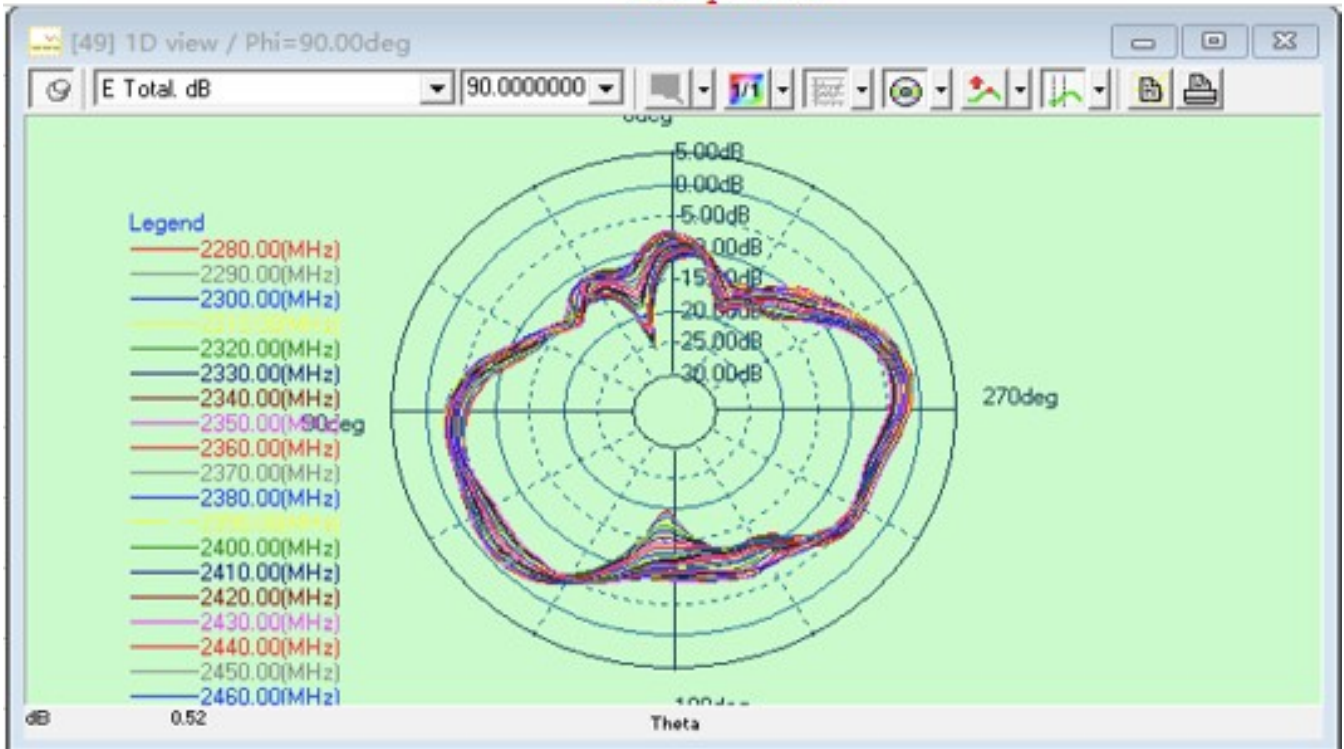 [49] 1D view / Phi=90.00deg
E Total. dB
90.0000000
1/1
5.00dB
0.00dB
-5.00dB
-20.00dB
-25.00dB
Legend
2280.00(MHz)
2290.00(MHz)
2300.00(MHz)
2320.00(MHz)
2330.00(MHz)
2340.00(MHz)
2350.00(MHz)
90deg
270deg
2360.00(MHz)
2370.00(MHz)
2380.00(MHz)
2400.00(MHz)
2410.00(MHz)
2420.00(MHz)
2430.00(MHz)
2440.00(MHz)
2450.00(MHz)
2460.00(MHz)
dB
0.52
Theta